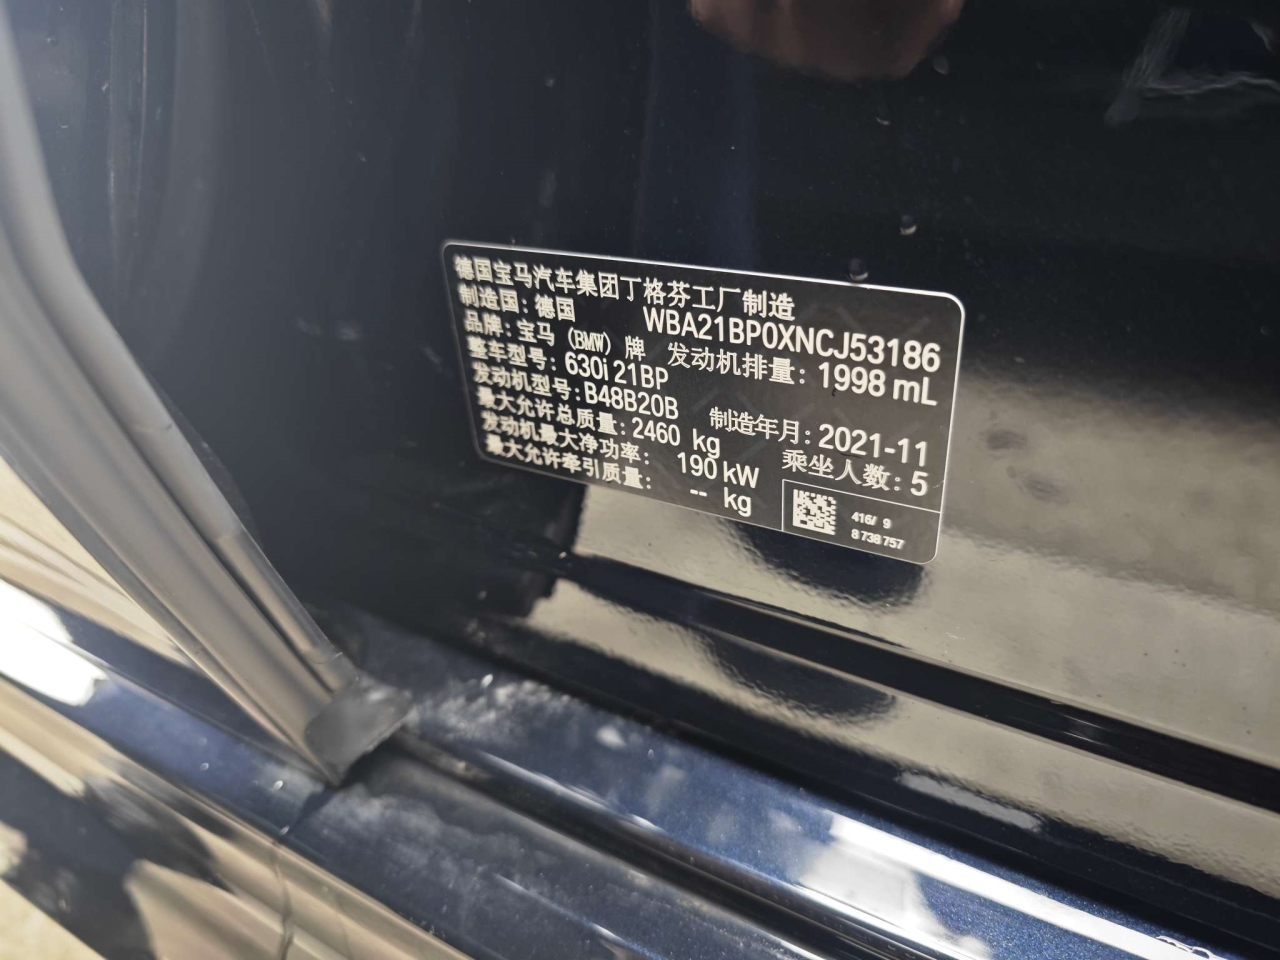 德国宝马汽车集团丁格芬工厂制造
制造国：德国 WBA21BP0XNCJ53186
品牌：宝马（BMW）牌 发动机排量：1998 mL
整车型号：630i 21BP
发动机型号：B48B20B 制造年月：2021-11
最大允许总质量：2460 kg 乘坐人数：5
发动机最大净功率： 190 kW
最大允许牵引质量： -- kg
416/ 9
8 738 757